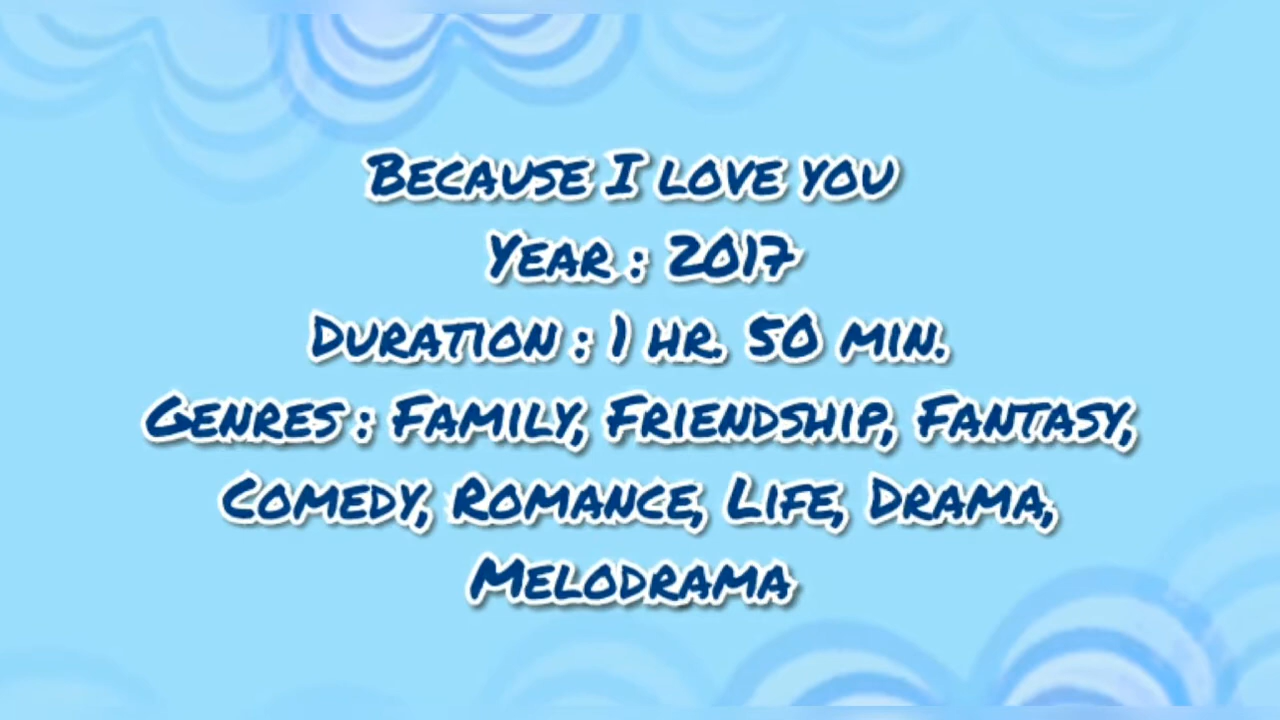 Because I love you
Year : 2017
Duration : 1 hr. 50 min.
Genres : Family, Friendship, Fantasy,
Comedy, Romance, Life, Drama,
Melodrama